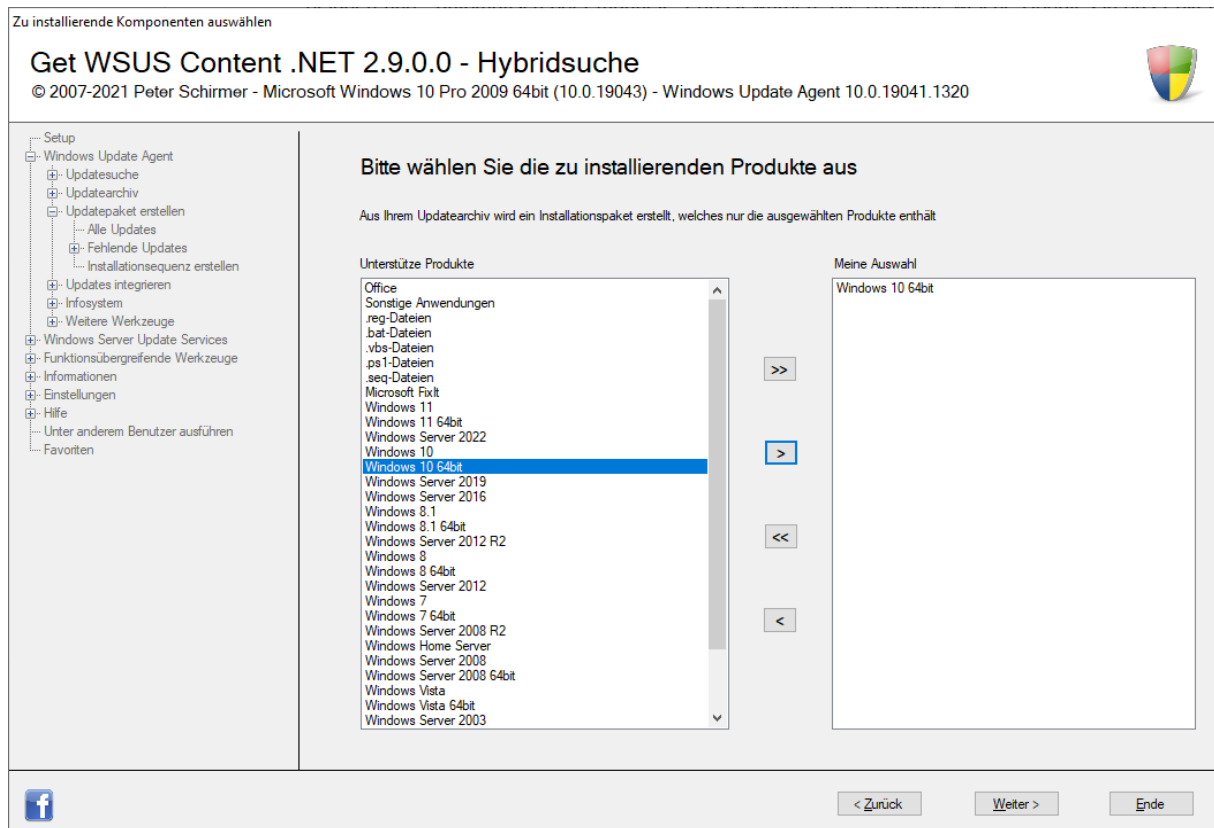 Zu installierende Komponenten auswählen
Get WSUS Content .NET 2.9.0.0 - Hybridsuche
© 2007-2021 Peter Schirmer - Microsoft Windows 10 Pro 2009 64bit (10.0.19043) - Windows Update Agent 10.0.19041.1320
Setup
Windows Update Agent
Updatesuche
Updatearchiv
Updatepaket erstellen
Alle Updates
Fehlende Updates
Installationsequenz erstellen
Updates integrieren
Infosystem
Weitere Werkzeuge
Windows Server Update Services
Funktionsübergreifende Werkzeuge
Informationen
Einstellungen
Hilfe
Unter anderem Benutzer ausführen
Favoriten
Bitte wählen Sie die zu installierenden Produkte aus
Aus Ihrem Updatearchiv wird ein Installationspaket erstellt, welches nur die ausgewählten Produkte enthält
Unterstütze Produkte
Office
Sonstige Anwendungen
.reg-Dateien
.bat-Dateien
.vbs-Dateien
.ps1-Dateien
.seq-Dateien
Microsoft FixIt
Windows 11
Windows 11 64bit
Windows Server 2022
Windows 10
Windows 10 64bit
Windows Server 2019
Windows Server 2016
Windows 8.1
Windows 8.1 64bit
Windows Server 2012 R2
Windows 8
Windows 8 64bit
Windows Server 2012
Windows 7
Windows 7 64bit
Windows Server 2008 R2
Windows Home Server
Windows Server 2008
Windows Server 2008 64bit
Windows Vista
Windows Vista 64bit
Windows Server 2003
>>
>
<<
<
Meine Auswahl
Windows 10 64bit
f
< Zurück
Weiter >
Ende